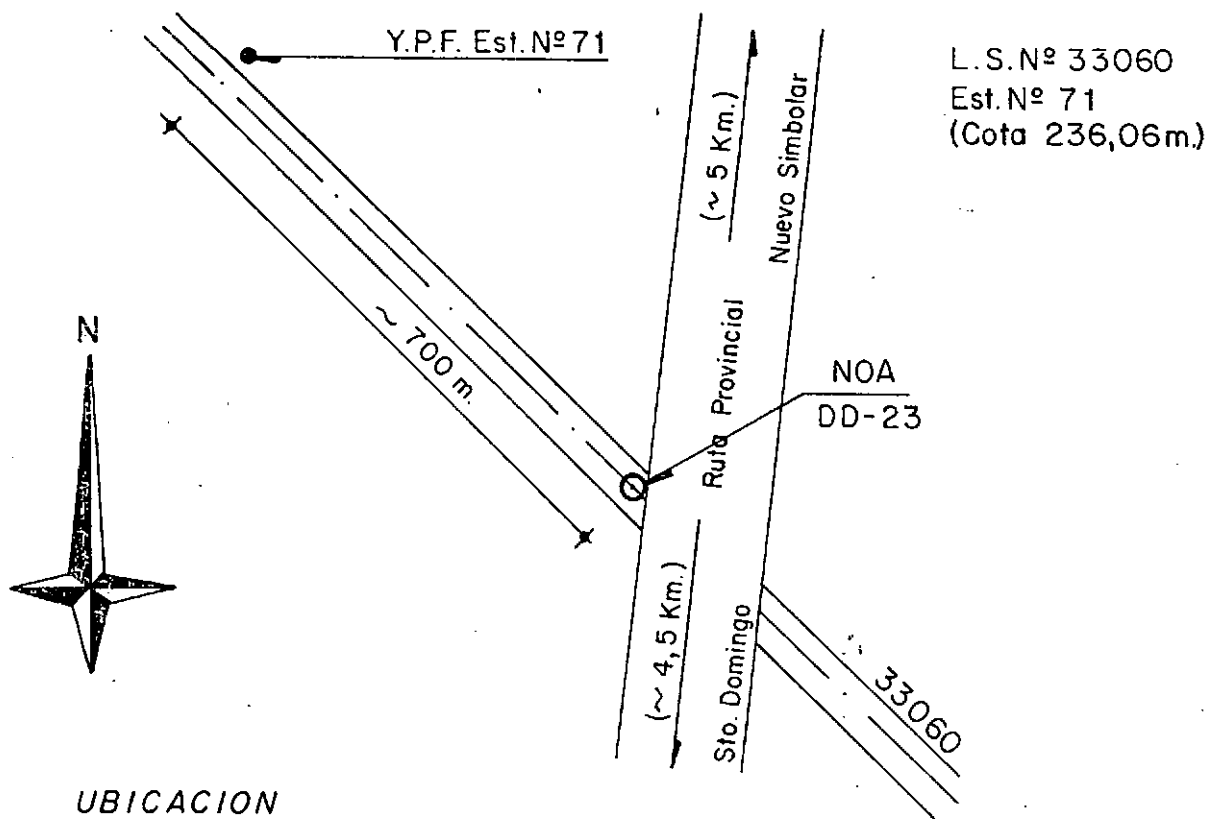 Y.P.F. Est. Nº 71
L.S. Nº 33060
Est. Nº 71
(Cota 236,06m.)
(~ 5 Km.)
Nuevo Simbolar
~ 700 m.
N
Ruta Provincial
NOA
DD-23
(~ 4,5 Km.)
Sto. Domingo
33060
UBICACION